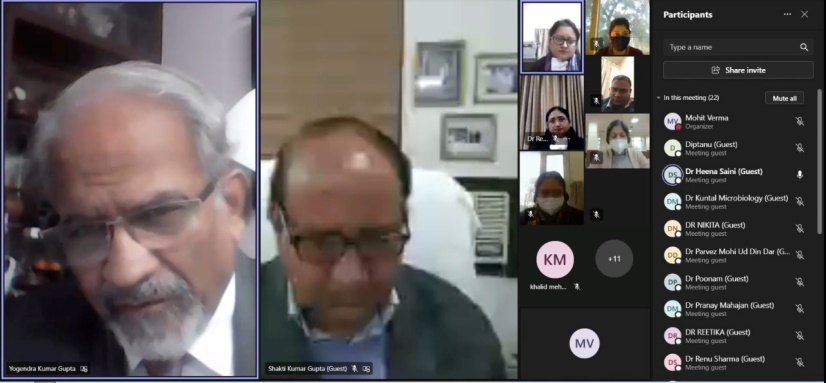 Participants
Type a name
Share invite
In this meeting (22)
Mute all
MV
Mohit Verma
Organizer
D
Diptanu (Guest)
Meeting guest
DS
Dr Heena Saini (Guest)
Meeting guest
DM
Dr Kuntal Microbiology (Guest)
Meeting guest
DN
DR NIKITA (Guest)
Meeting guest
DD
Dr Parvez Mohi Ud Din Dar (G...
Meeting guest
DP
Dr Poonam (Guest)
Meeting guest
DM
Dr Pranay Mahajan (Guest)
Meeting guest
DR
DR REETIKA (Guest)
Meeting guest
DS
Dr Renu Sharma (Guest)
Meeting guest
Dr Re...
KM
+11
khalid meh...
MV
Yogendra Kumar Gupta
Shakti Kumar Gupta (Guest)